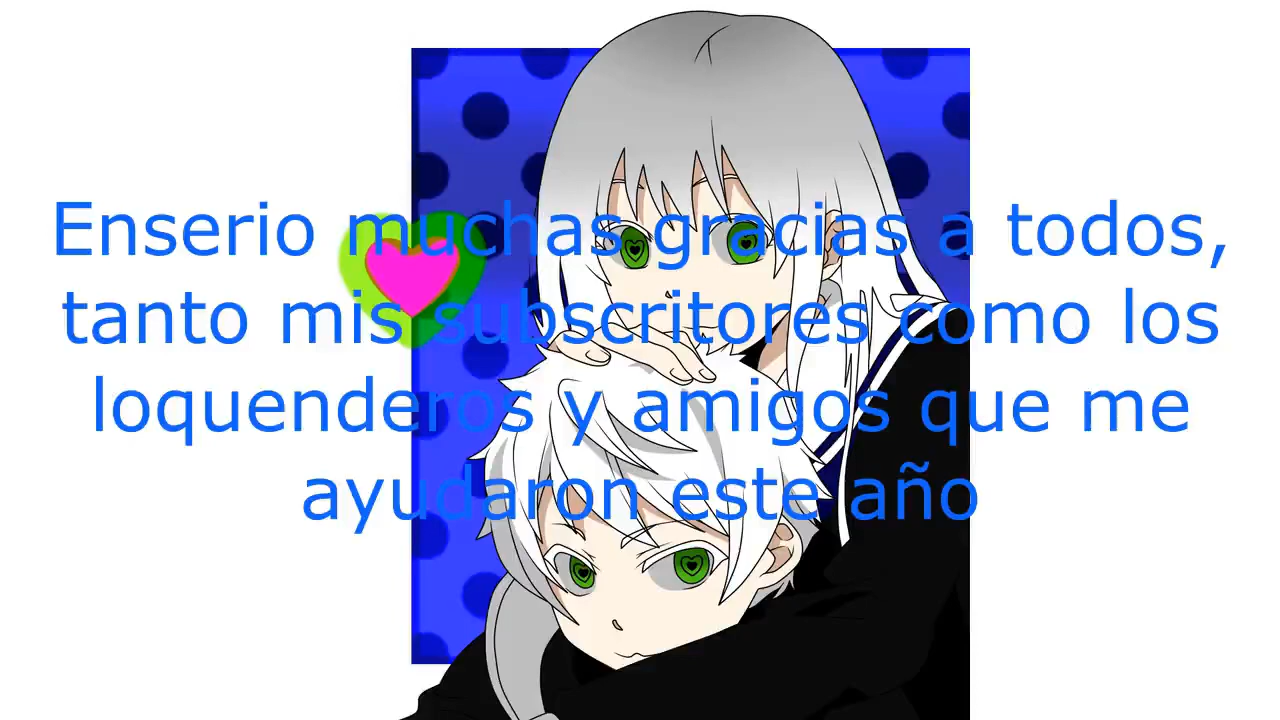 Enserio muchas gracias a todos,
tanto mis subscritores como los
loquenderos y amigos que me
ayudaron este año